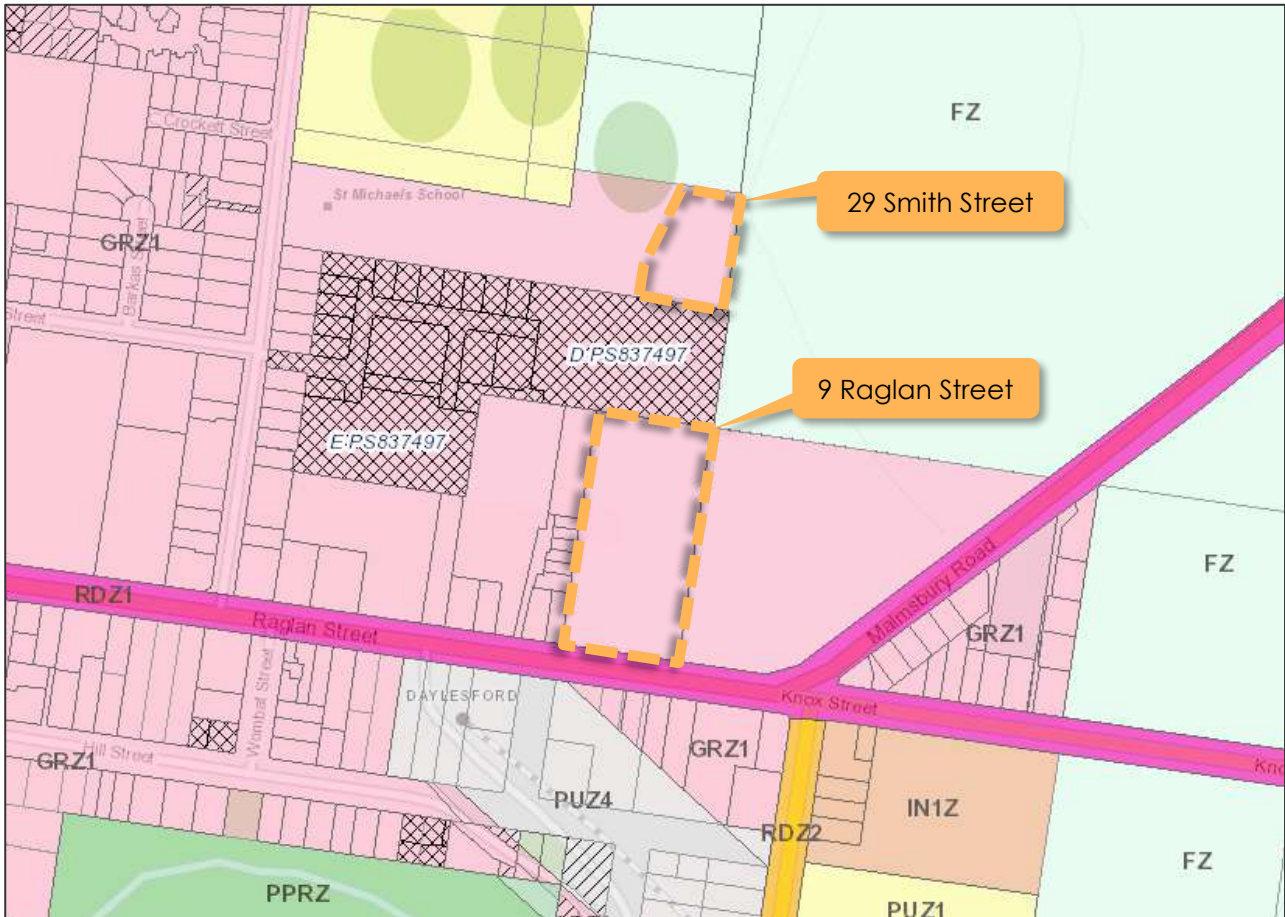 FZ
C Crockett Street
29 Smith Street
St Michaels School
GRZ1
Barkas Street
Street
D\PS837497
9 Raglan Street
E\PS837497
FZ
Malmsbury Road
RDZ1
Raglan Street
GRZ1
Wombat Street
DAYLESFORD
Knox Street
Hill Street
GRZ1
GRZ1
Kno
PUZ4
IN1Z
RDZ2
FZ
PPRZ
PUZ1